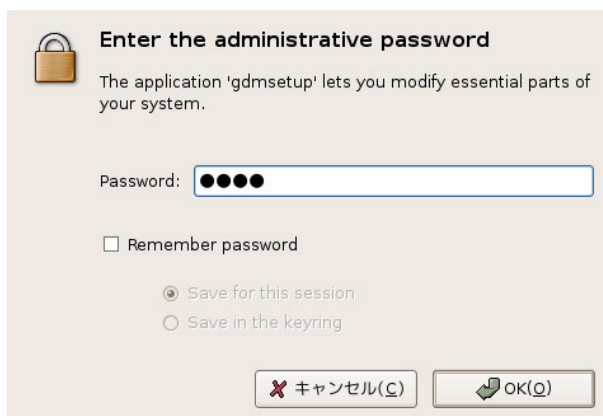 Enter the administrative password
The application 'gdmsetup' lets you modify essential parts of
your system.
Password: ●●●●
Remember password
Save for this session
Save in the keyring
キャンセル(C) OK(O)